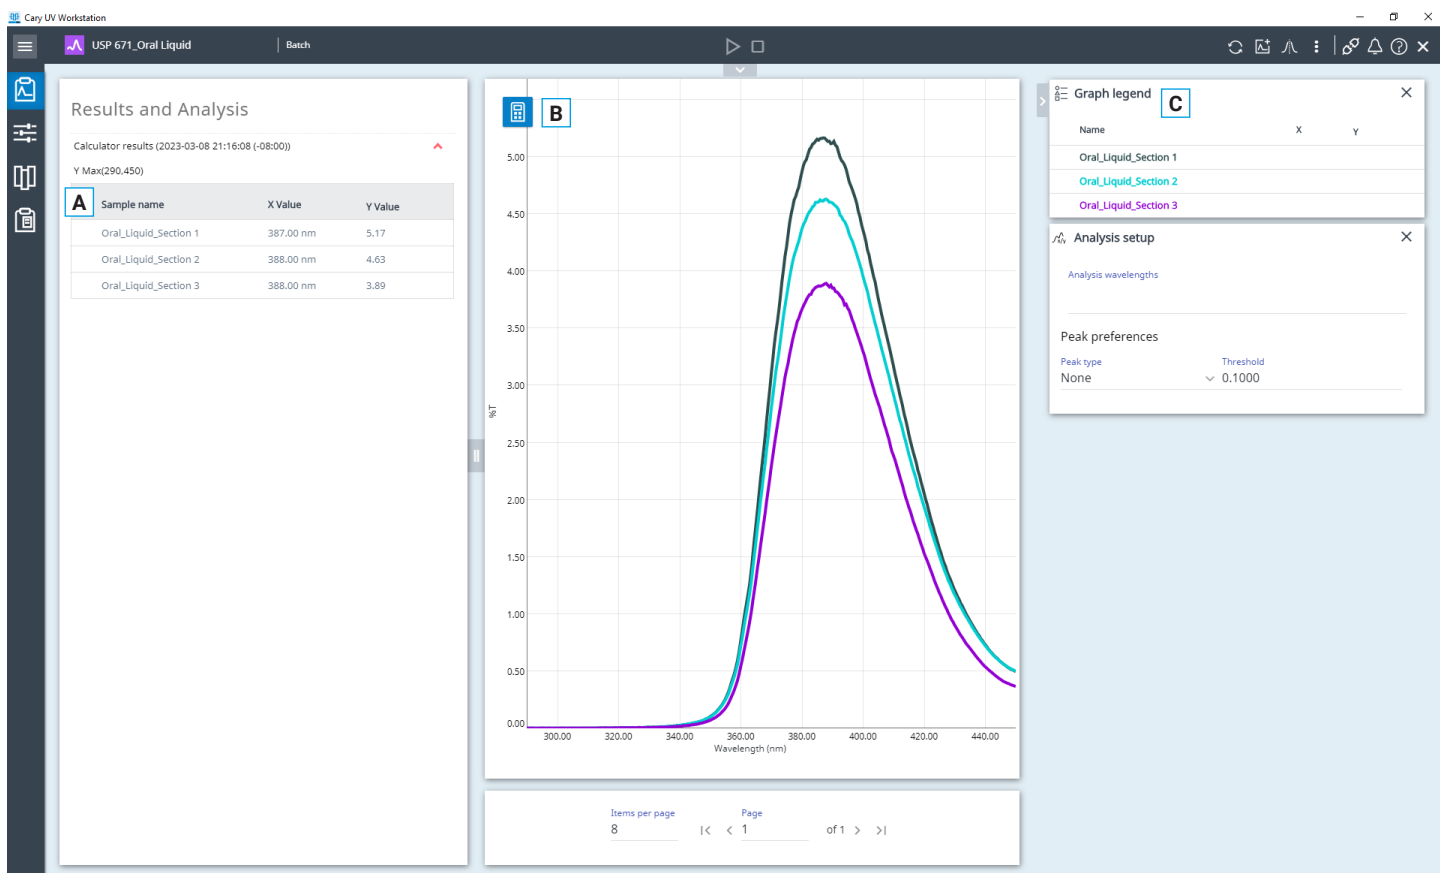 Cary UV Workstation
USP 671_Oral Liquid
Batch
Results and Analysis
Calculator results (2023-03-08 21:16:08 (-08:00))
Y Max(290,450)
A
Sample name X Value Y Value
Oral_Liquid_Section 1 387.00 nm 5.17
Oral_Liquid_Section 2 388.00 nm 4.63
Oral_Liquid_Section 3 388.00 nm 3.89
B
5.00
4.50
4.00
3.50
3.00
%T
2.50
2.00
1.50
1.00
0.50
0.00
300.00 320.00 340.00 360.00 380.00 400.00 420.00 440.00
Wavelength (nm)
Items per page Page
8 1 of 1
Graph legend
C
Name X Y
Oral_Liquid_Section 1
Oral_Liquid_Section 2
Oral_Liquid_Section 3
Analysis setup
Analysis wavelengths
Peak preferences
Peak type Threshold
None 0.1000